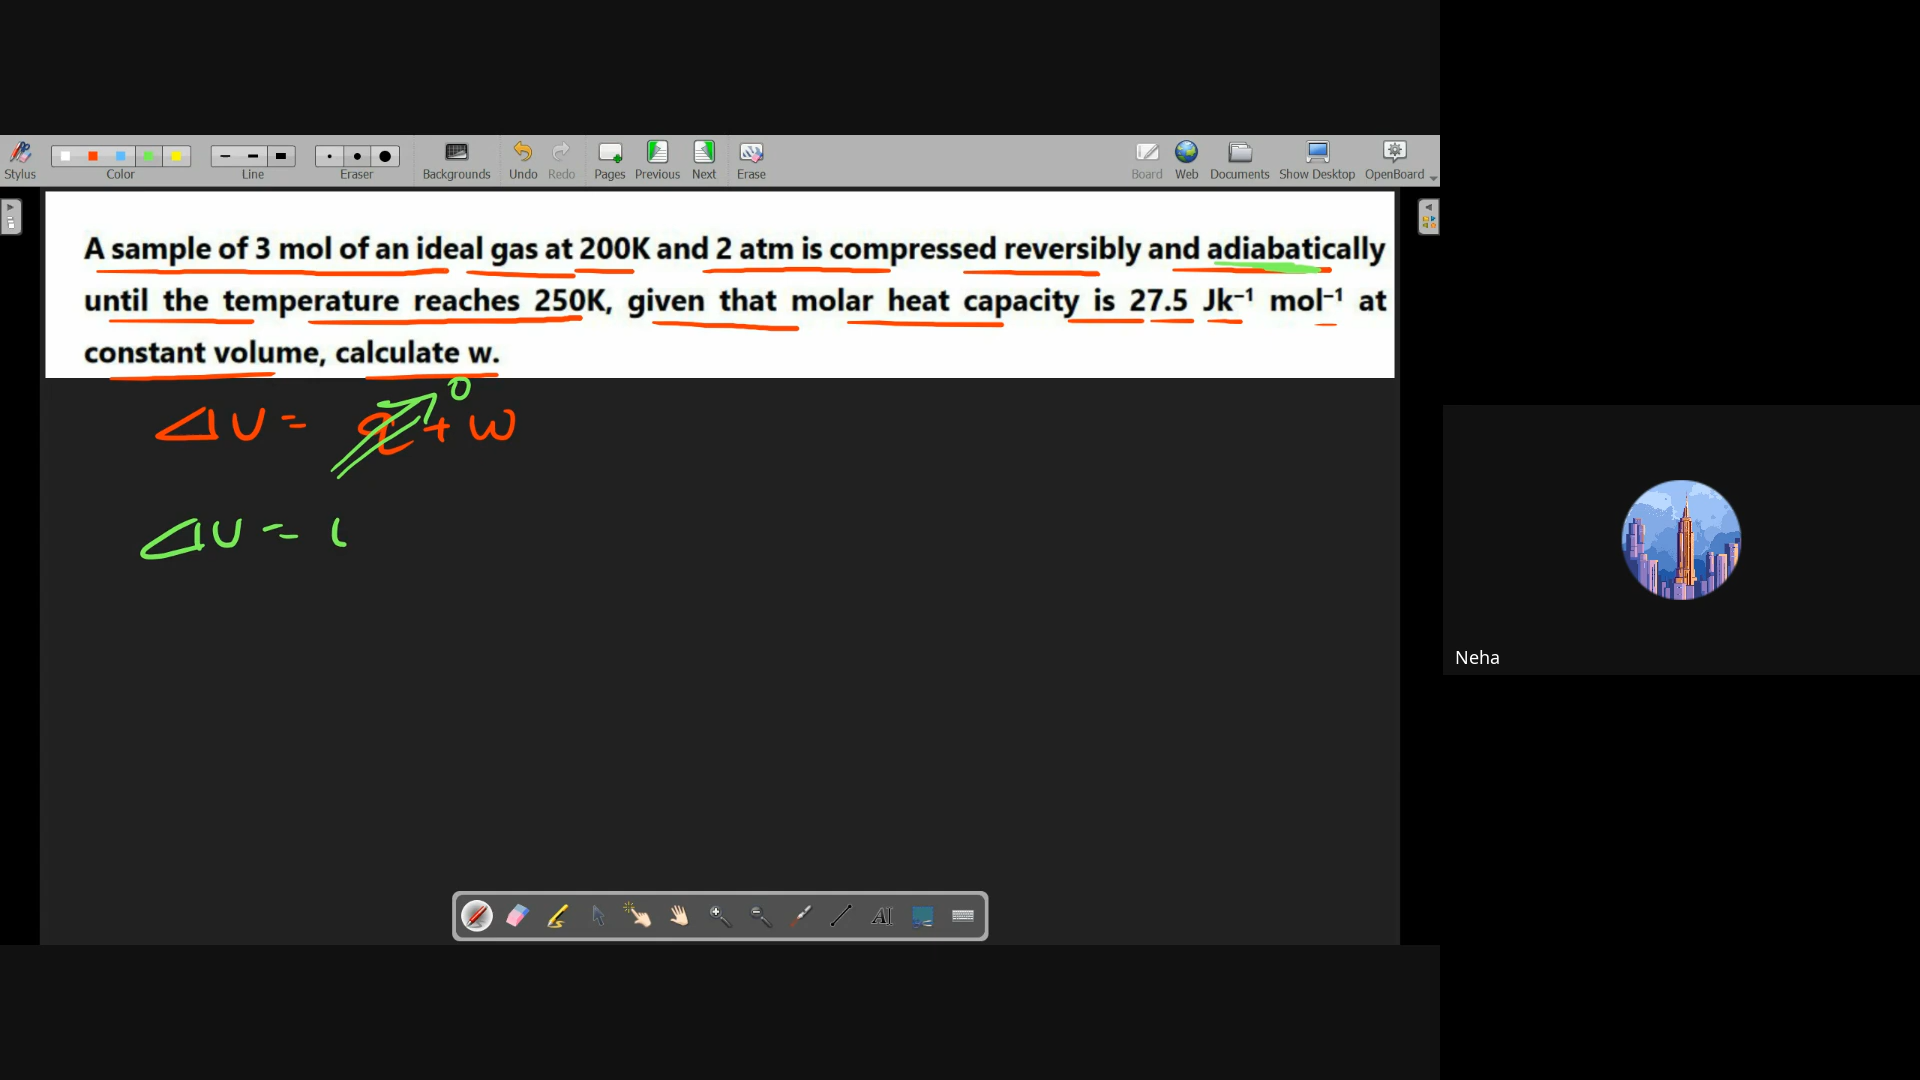 Stylus Color Line Eraser Backgrounds Undo Redo Pages Previous Next Erase Board Web Documents Show Desktop OpenBoard
A sample of 3 mol of an ideal gas at 200K and 2 atm is compressed reversibly and adiabatically
until the temperature reaches 250K, given that molar heat capacity is 27.5 Jk⁻¹ mol⁻¹ at
constant volume, calculate w.
0
ΔU = q + w
ΔU = (
AI
Neha